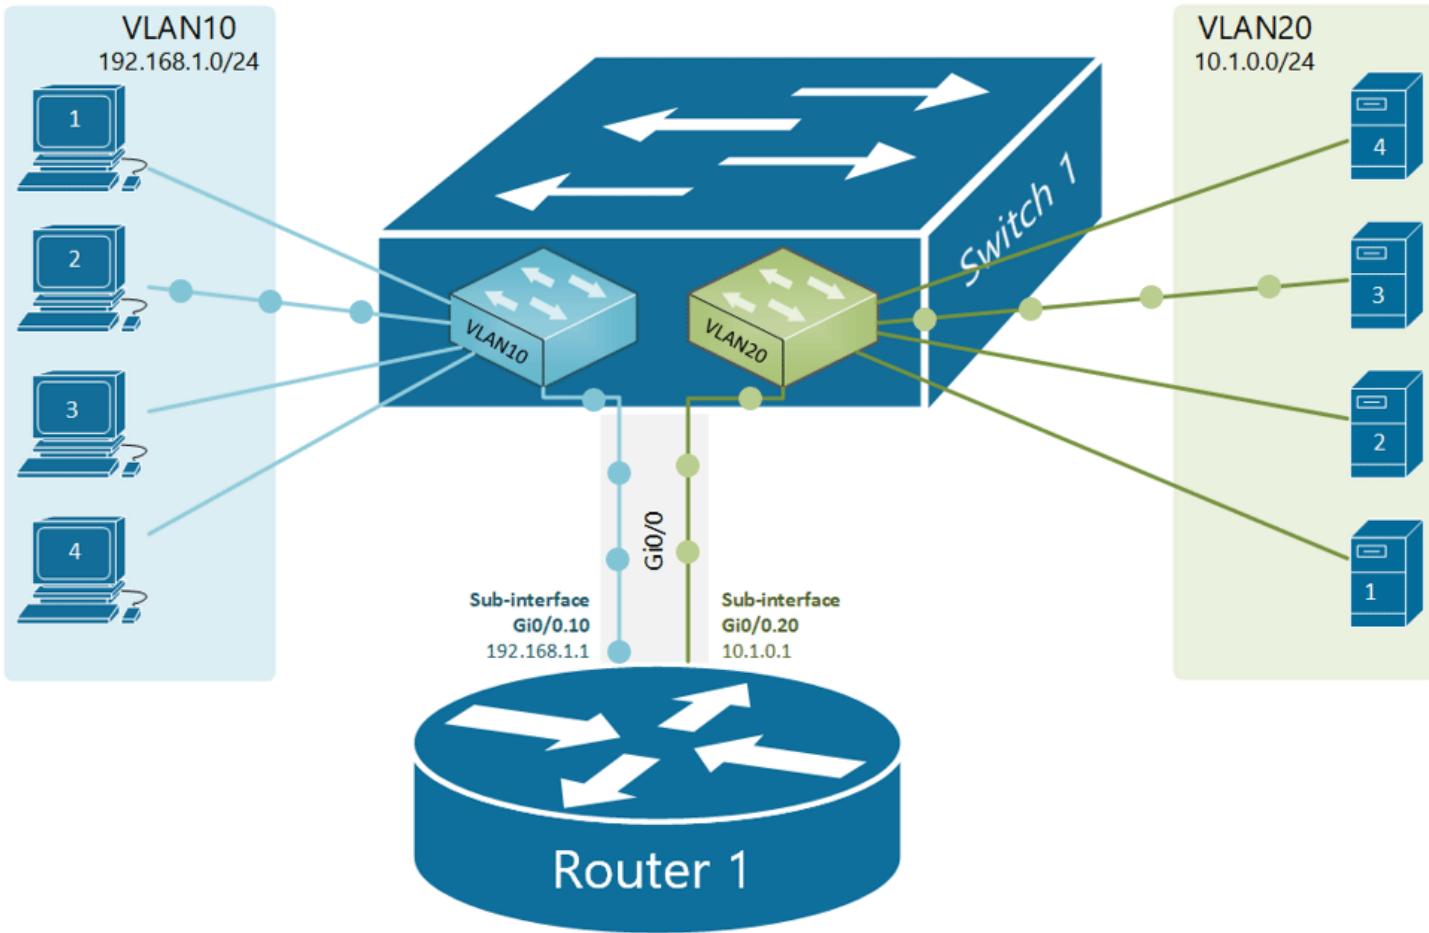 VLAN10
192.168.1.0/24
1
2
3
4
Switch 1
VLAN10
VLAN20
Gi0/0
Sub-interface
Gi0/0.10
192.168.1.1
Sub-interface
Gi0/0.20
10.1.0.1
Router 1
VLAN20
10.1.0.0/24
4
3
2
1